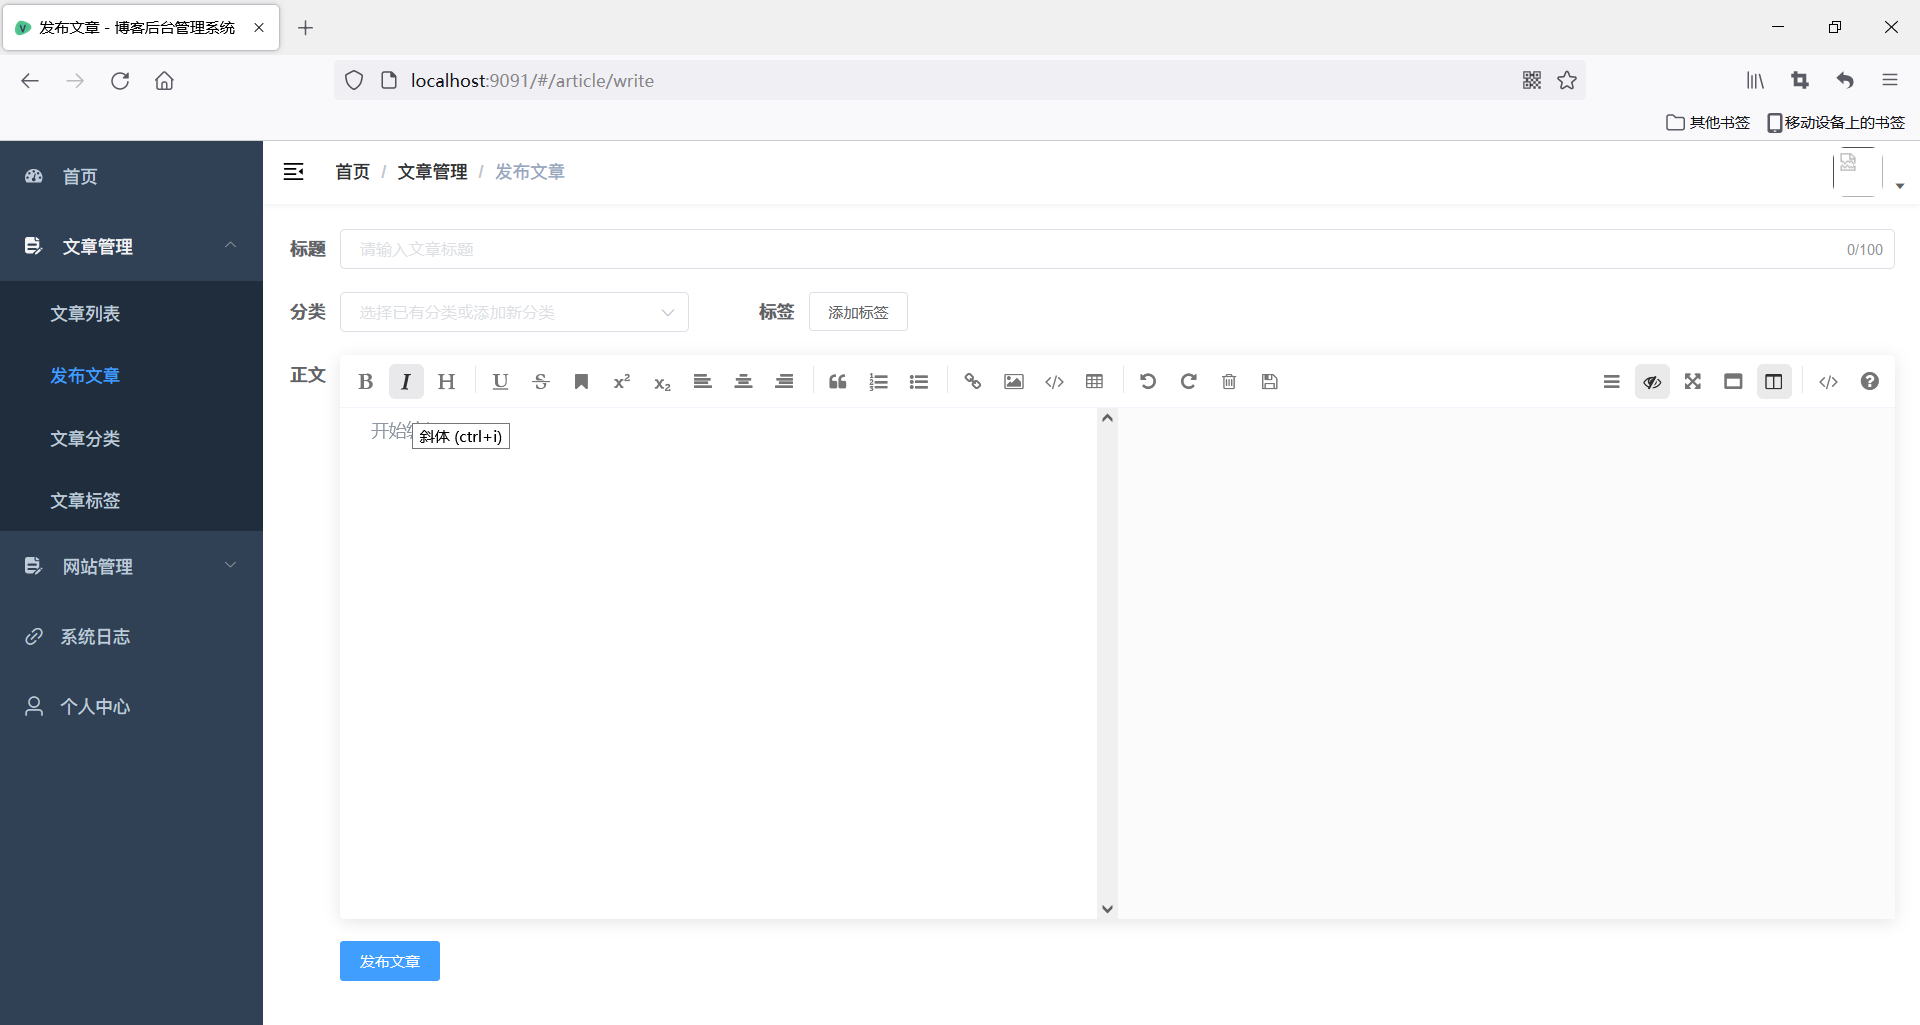 发布文章 - 博客后台管理系统
localhost:9091/#/article/write
其他书签 移动设备上的书签
首页
文章管理
文章列表
发布文章
文章分类
文章标签
网站管理
系统日志
个人中心
首页 / 文章管理 / 发布文章
标题 请输入文章标题 0/100
分类 选择已有分类或添加新分类 标签 添加标签
正文 B I H U S x² x₂
开始
斜体 (ctrl+i)
发布文章